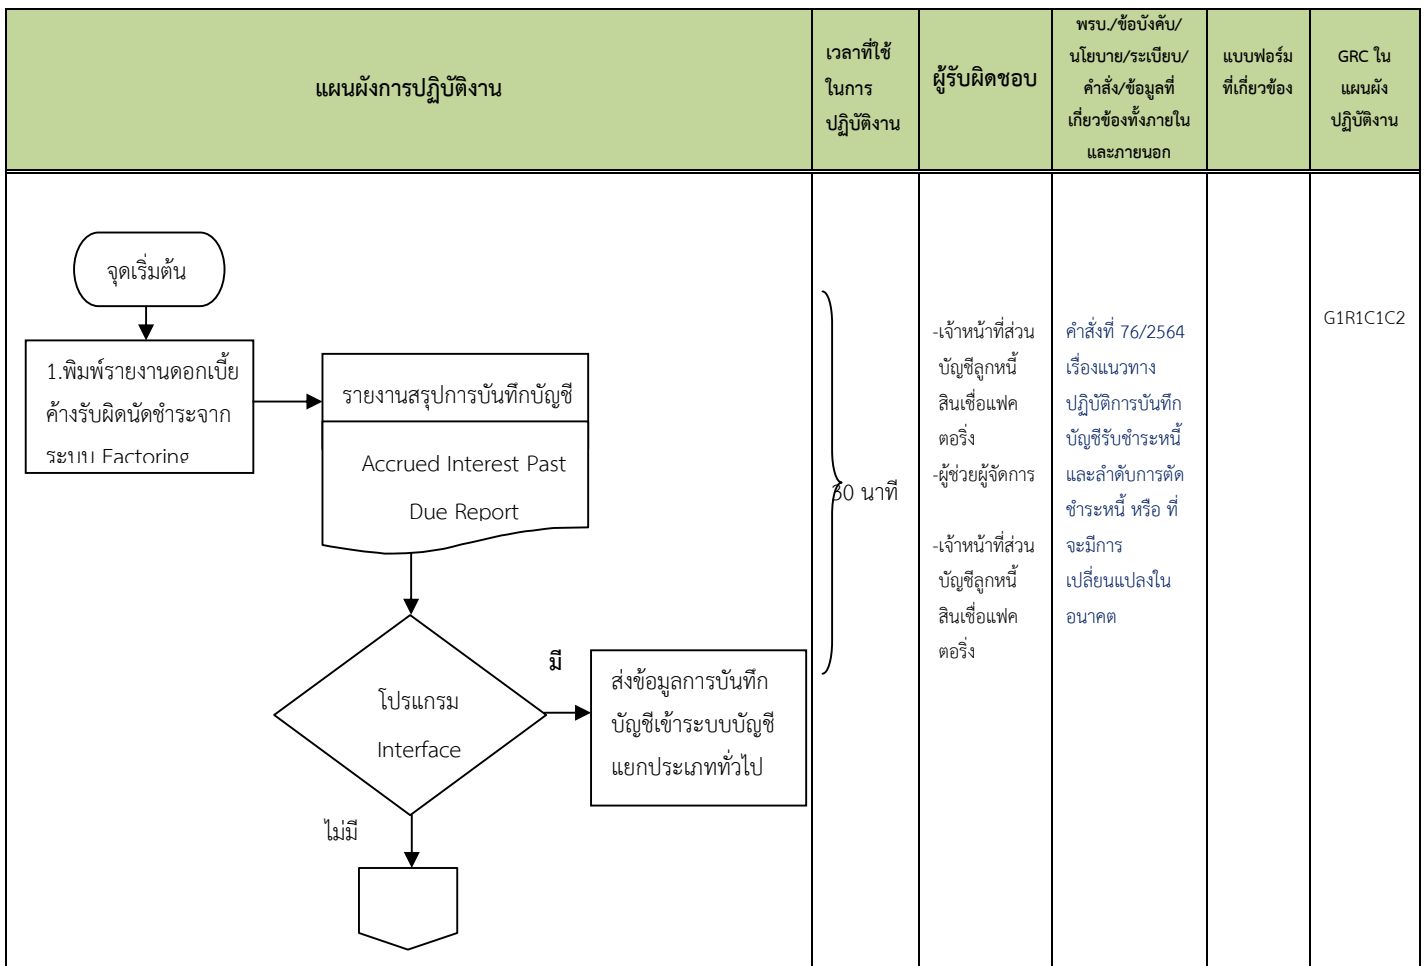 แผนผังการปฏิบัติงาน
เวลาที่ใช้
ในการ
ปฏิบัติงาน
ผู้รับผิดชอบ
พรบ./ข้อบังคับ/
นโยบาย/ระเบียบ/
คำสั่ง/ข้อมูลที่
เกี่ยวข้องทั้งภายใน
และภายนอก
แบบฟอร์ม
ที่เกี่ยวข้อง
GRC ใน
แผนผัง
ปฏิบัติงาน
จุดเริ่มต้น
1.พิมพ์รายงานดอกเบี้ย
ค้างรับผิดนัดชำระจาก
ระบบ Factoring
รายงานสรุปการบันทึกบัญชี
Accrued Interest Past
Due Report
โปรแกรม
Interface
มี
ส่งข้อมูลการบันทึก
บัญชีเข้าระบบบัญชี
แยกประเภททั่วไป
ไม่มี
30 นาที
-เจ้าหน้าที่ส่วน
บัญชีลูกหนี้
สินเชื่อแฟค
ตอริ่ง
-ผู้ช่วยผู้จัดการ
-เจ้าหน้าที่ส่วน
บัญชีลูกหนี้
สินเชื่อแฟค
ตอริ่ง
คำสั่งที่ 76/2564
เรื่องแนวทาง
ปฏิบัติการบันทึก
บัญชีรับชำระหนี้
และลำดับการตัด
ชำระหนี้ หรือ ที่
จะมีการ
เปลี่ยนแปลงใน
อนาคต
G1R1C1C2